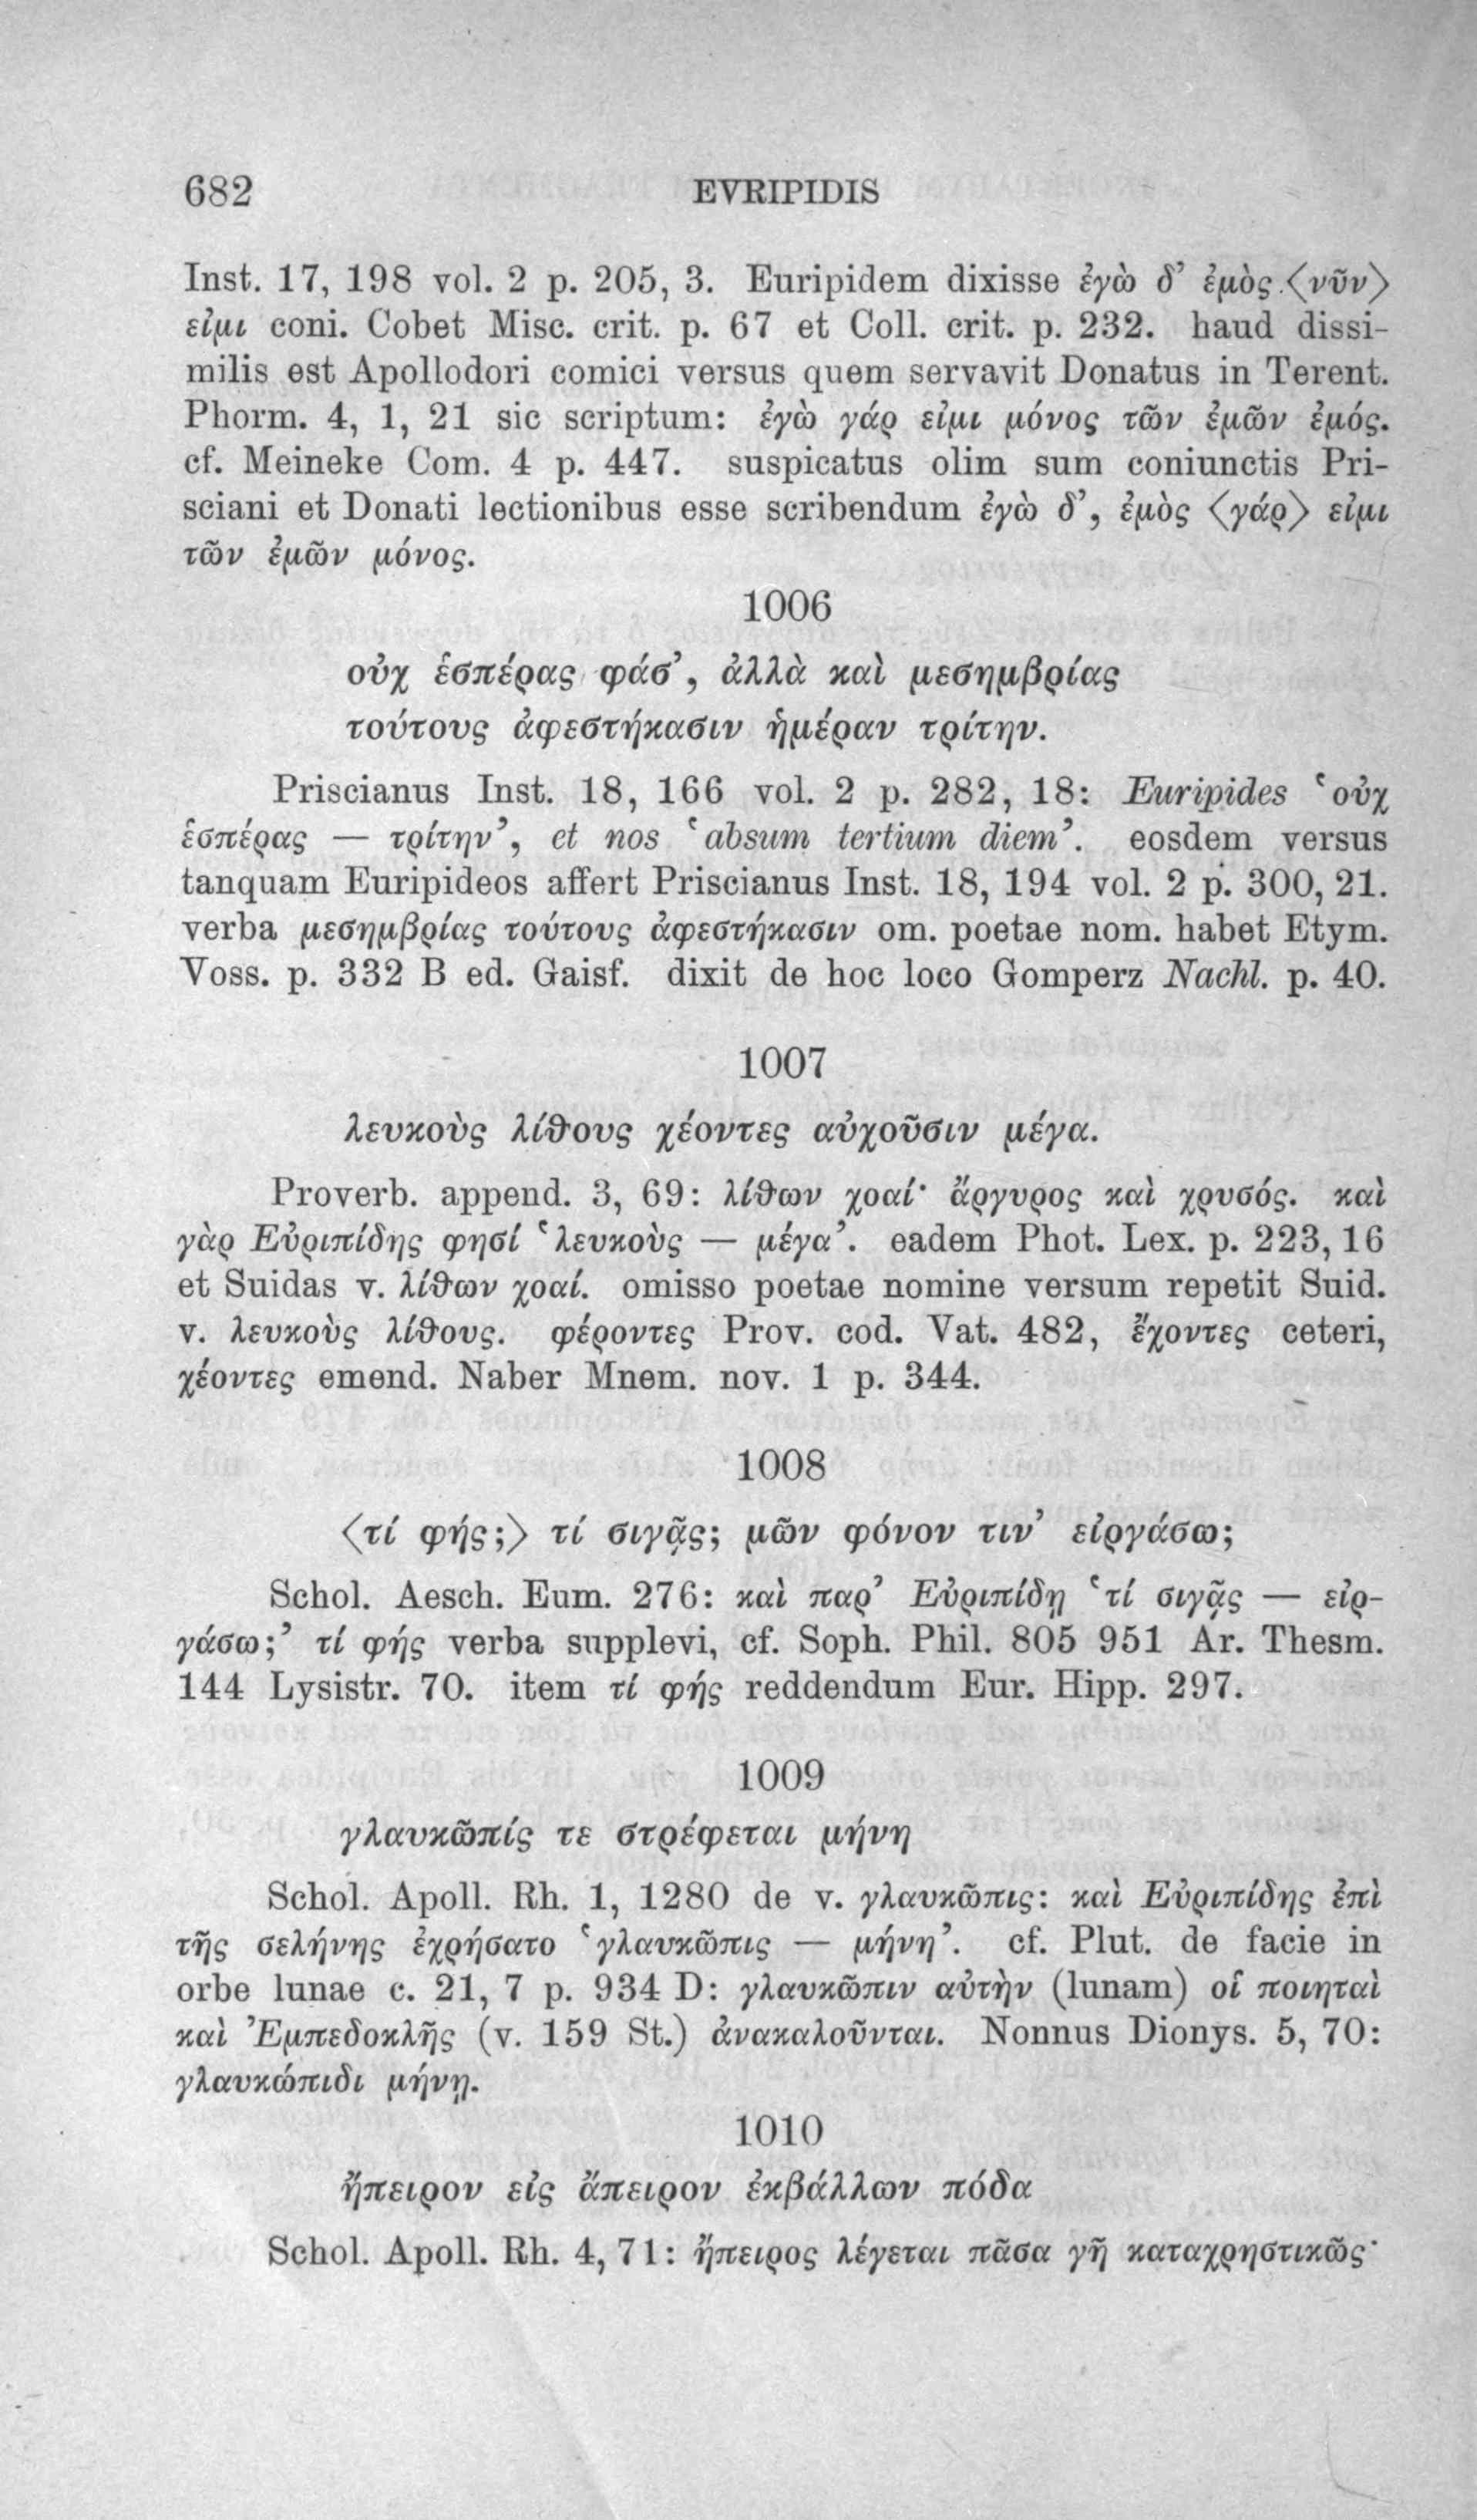 682 EVRIPIDIS
Inst. 17, 198 vol. 2 p. 205, 3. Euripidem dixisse ἐγὼ δ’ ἐμὸς ⟨νῦν⟩
εἰμι coni. Cobet Misc. crit. p. 67 et Coll. crit. p. 232. haud dissi-
milis est Apollodori comici versus quem servavit Donatus in Terent.
Phorm. 4, 1, 21 sic scriptum: ἐγὼ γάρ εἰμι μόνος τῶν ἐμῶν ἐμός.
cf. Meineke Com. 4 p. 447. suspicatus olim sum coniunctis Pri-
sciani et Donati lectionibus esse scribendum ἐγὼ δ’, ἐμὸς ⟨γάρ⟩ εἰμι
τῶν ἐμῶν μόνος.
1006
οὐχ ἑσπέρας φάσ’, ἀλλὰ καὶ μεσημβρίας
τούτους ἀφεστήκασιν ἡμέραν τρίτην.
Priscianus Inst. 18, 166 vol. 2 p. 282, 18: Euripides ‘οὐχ
ἑσπέρας — τρίτην’, et nos ‘absum tertium diem’. eosdem versus
tanquam Euripideos affert Priscianus Inst. 18, 194 vol. 2 p. 300, 21.
verba μεσημβρίας τούτους ἀφεστήκασιν om. poetae nom. habet Etym.
Voss. p. 332 B ed. Gaisf. dixit de hoc loco Gomperz Nachl. p. 40.
1007
λευκοὺς λίθους χέοντες αὐχοῦσιν μέγα.
Proverb. append. 3, 69: λίθων χοαί· ἄργυρος καὶ χρυσός. καὶ
γὰρ Εὐριπίδης φησί ‘λευκοὺς — μέγα’. eadem Phot. Lex. p. 223, 16
et Suidas v. λίθων χοαί. omisso poetae nomine versum repetit Suid.
v. λευκοὺς λίθους. φέροντες Prov. cod. Vat. 482, ἔχοντες ceteri,
χέοντες emend. Naber Mnem. nov. 1 p. 344.
1008
⟨τί φῄς;⟩ τί σιγᾷς; μῶν φόνον τιν’ εἰργάσω;
Schol. Aesch. Eum. 276: καὶ παρ’ Εὐριπίδῃ ‘τί σιγᾷς — εἰρ-
γάσω;’ τί φής verba supplevi, cf. Soph. Phil. 805 951 Ar. Thesm.
144 Lysistr. 70. item τί φής reddendum Eur. Hipp. 297.
1009
γλαυκῶπίς τε στρέφεται μήνη
Schol. Apoll. Rh. 1, 1280 de v. γλαυκῶπις: καὶ Εὐριπίδης ἐπὶ
τῆς σελήνης ἐχρήσατο ‘γλαυκῶπις — μήνη’. cf. Plut. de facie in
orbe lunae c. 21, 7 p. 934 D: γλαυκῶπιν αὐτὴν (lunam) οἱ ποιηταὶ
καὶ Ἐμπεδοκλῆς (v. 159 St.) ἀνακαλοῦνται. Nonnus Dionys. 5, 70:
γλαυκώπιδι μήνῃ.
1010
ἤπειρον εἰς ἄπειρον ἐκβάλλων πόδα
Schol. Apoll. Rh. 4, 71: ἤπειρος λέγεται πᾶσα γῆ καταχρηστικῶς·